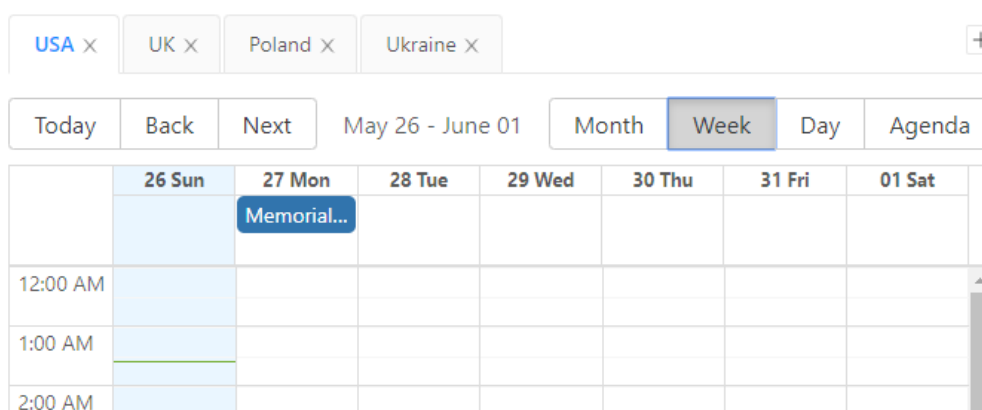 USA × UK × Poland × Ukraine × +
Today Back Next May 26 - June 01 Month Week Day Agenda
26 Sun 27 Mon 28 Tue 29 Wed 30 Thu 31 Fri 01 Sat
Memorial...
12:00 AM
1:00 AM
2:00 AM